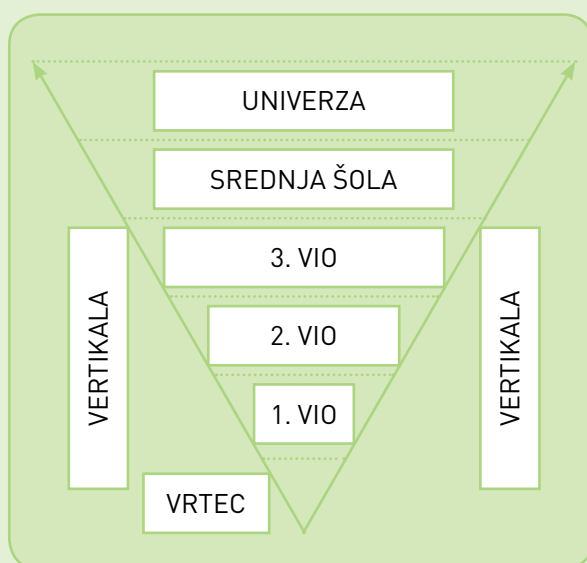 UNIVERZA
SREDNJA ŠOLA
3. VIO
2. VIO
1. VIO
VRTEC
VERTIKALA
VERTIKALA